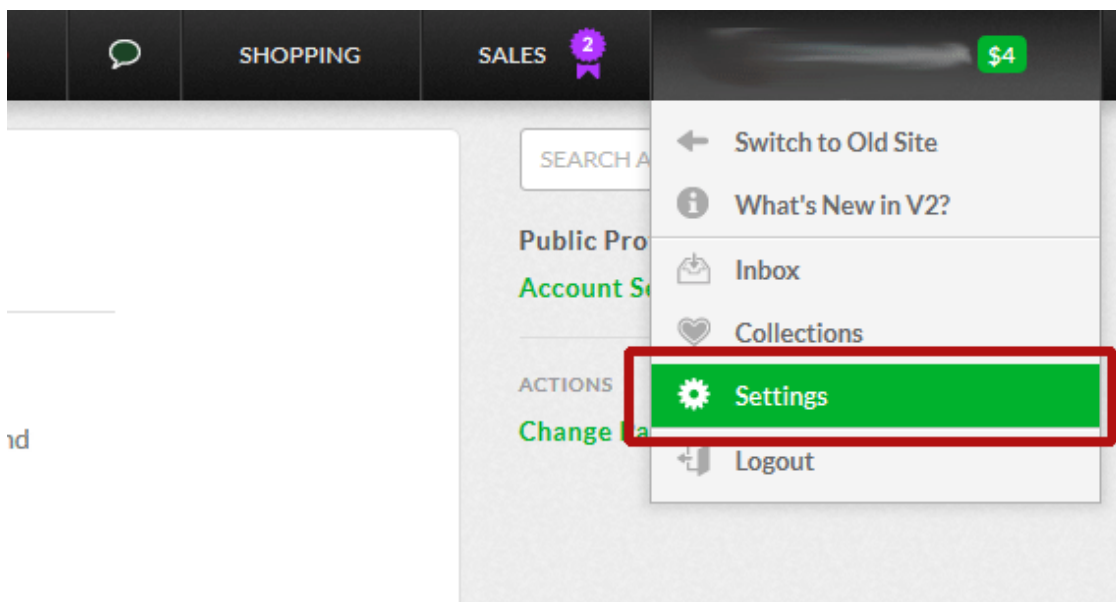 SHOPPING
SALES
2
$4
Switch to Old Site
What's New in V2?
Inbox
Collections
Settings
Logout
SEARCH
Public Pro
Account
ACTIONS
Change
nd